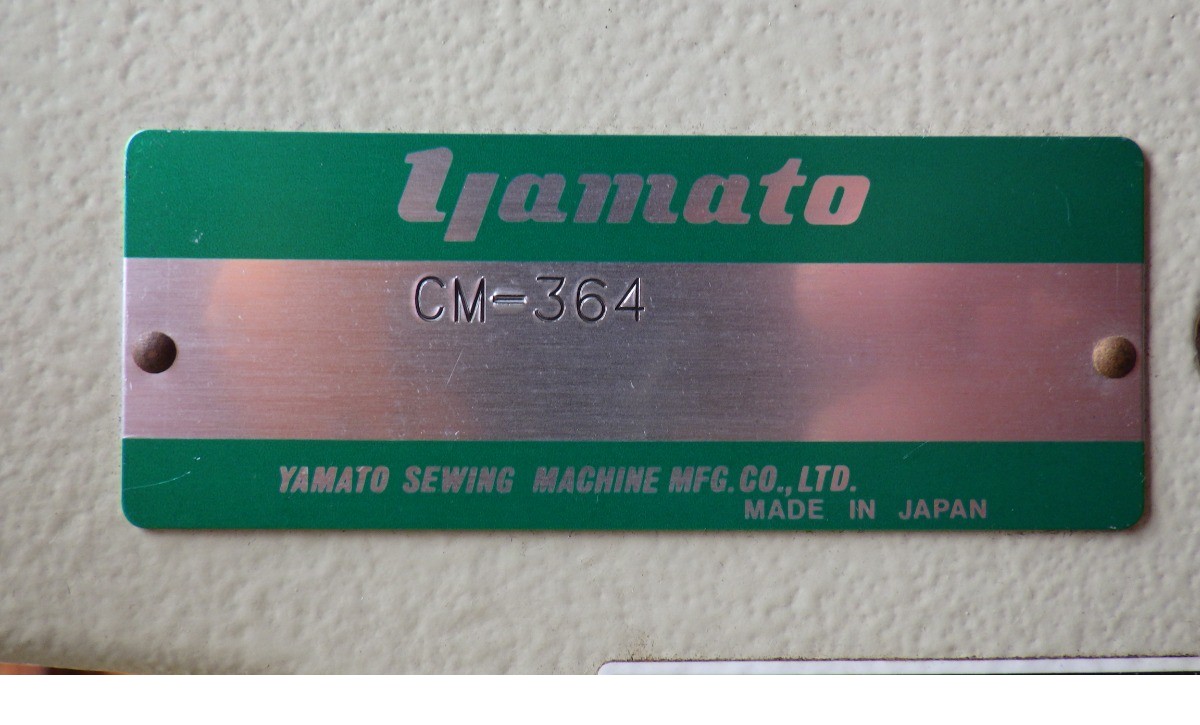 yamato
CM-364
YAMATO SEWING MACHINE MFG. CO., LTD.
MADE IN JAPAN